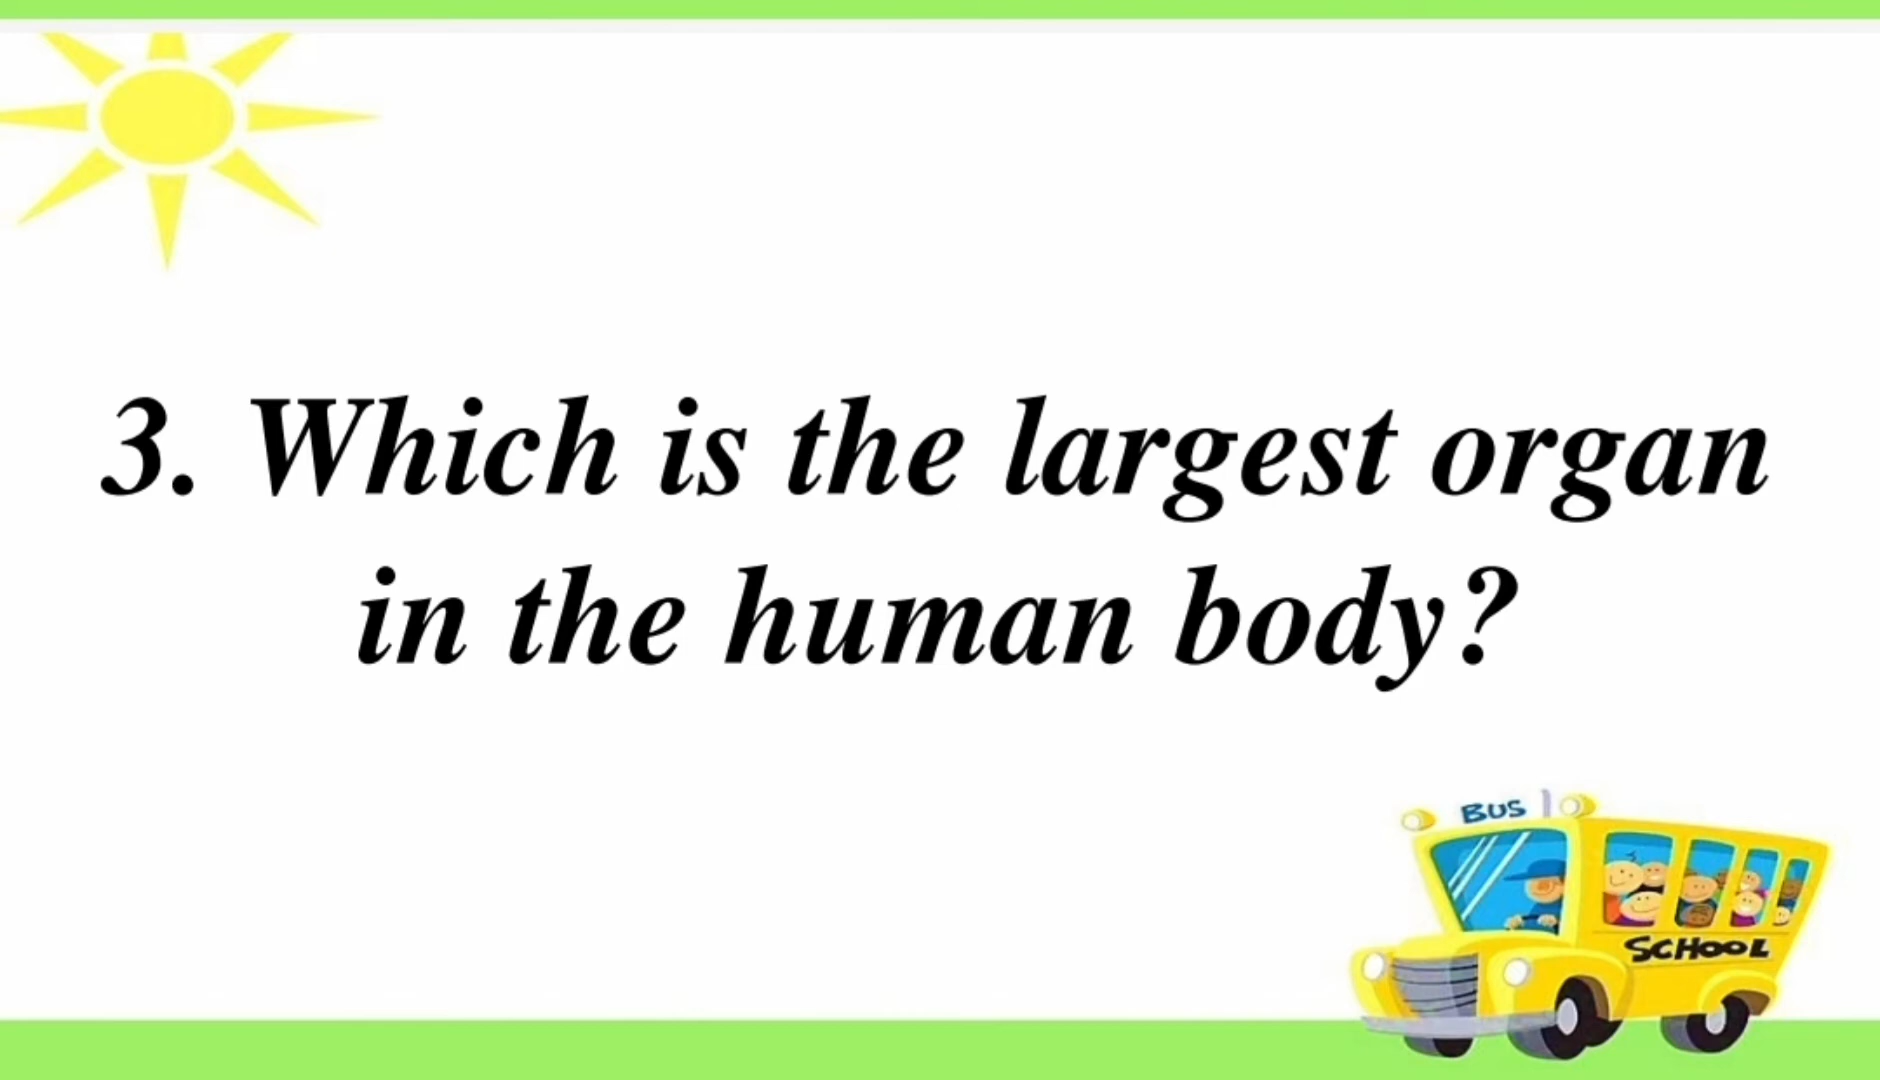 3. Which is the largest organ
in the human body?
BUS
SCHOOL